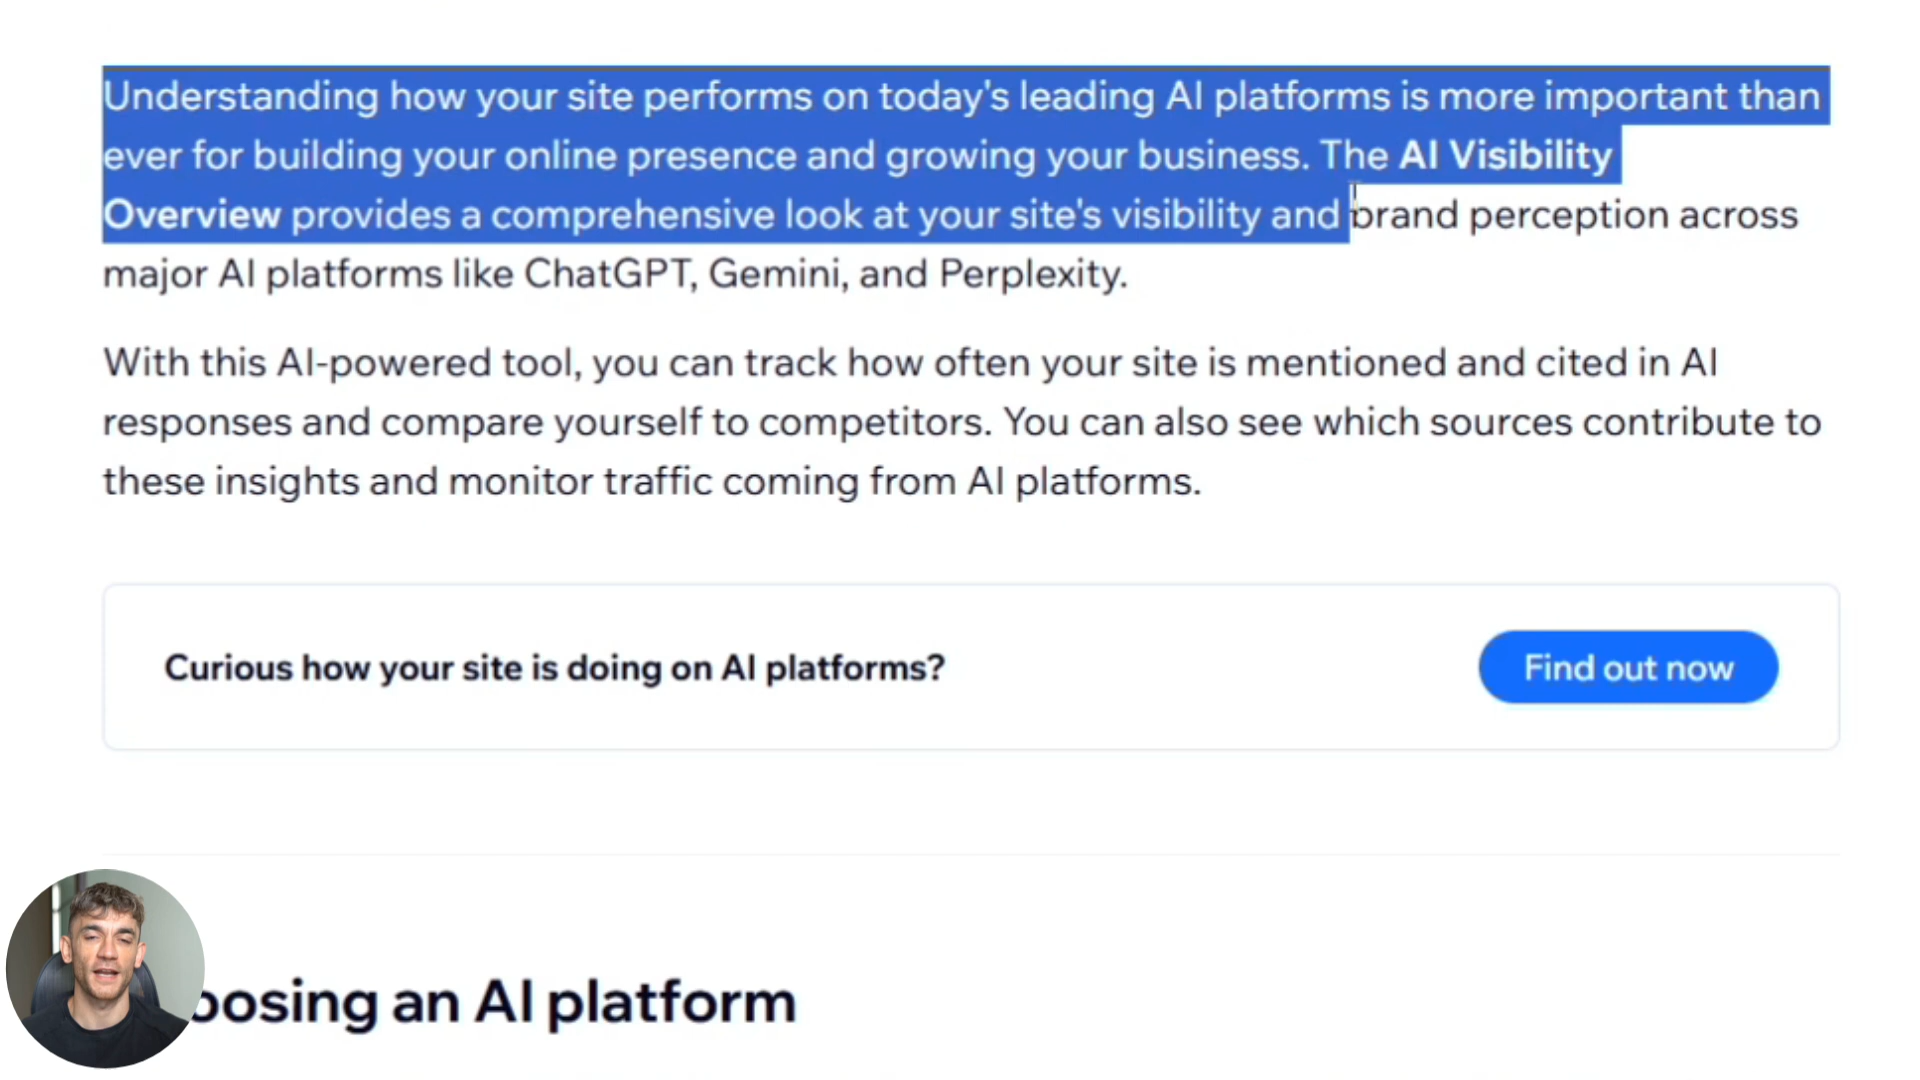 Understanding how your site performs on today's leading AI platforms is more important than
ever for building your online presence and growing your business. The AI Visibility
Overview provides a comprehensive look at your site's visibility and brand perception across
major AI platforms like ChatGPT, Gemini, and Perplexity.
With this AI-powered tool, you can track how often your site is mentioned and cited in AI
responses and compare yourself to competitors. You can also see which sources contribute to
these insights and monitor traffic coming from AI platforms.
Curious how your site is doing on AI platforms?
Find out now
oosing an AI platform